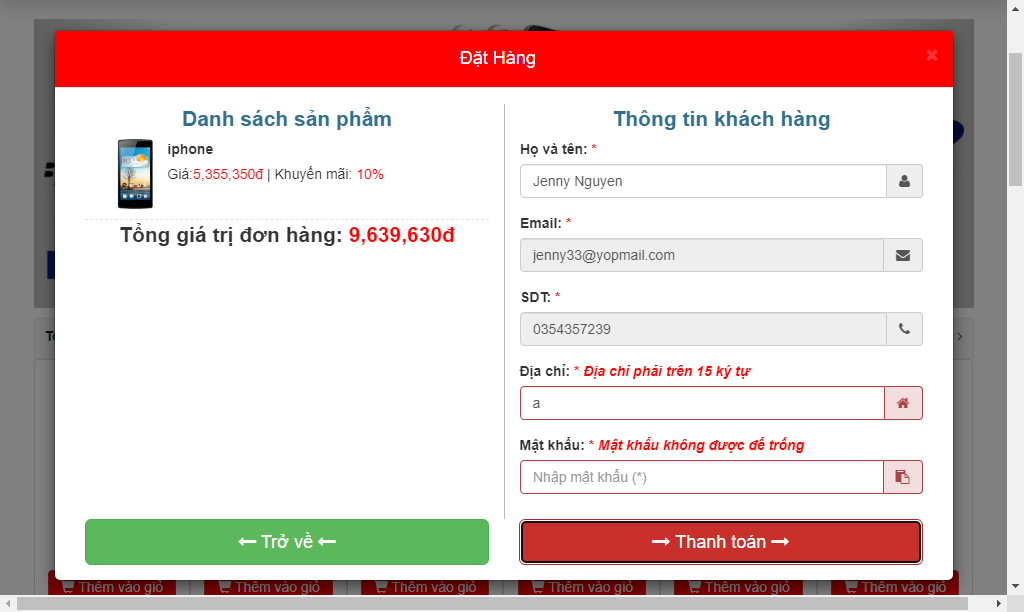 Đặt Hàng
Danh sách sản phẩm
iphone
Giá:5,355,350đ | Khuyến mãi: 10%
Tổng giá trị đơn hàng: 9,639,630đ
Trở về
Thông tin khách hàng
Họ và tên: *
Jenny Nguyen
Email: *
jenny33@yopmail.com
SDT: *
0354357239
Địa chỉ: * Địa chỉ phải trên 15 ký tự
a
Mật khẩu: * Mật khẩu không được để trống
Nhập mật khẩu (*)
Thanh toán
Thêm vào giỏ Thêm vào giỏ Thêm vào giỏ Thêm vào giỏ Thêm vào giỏ Thêm vào giỏ